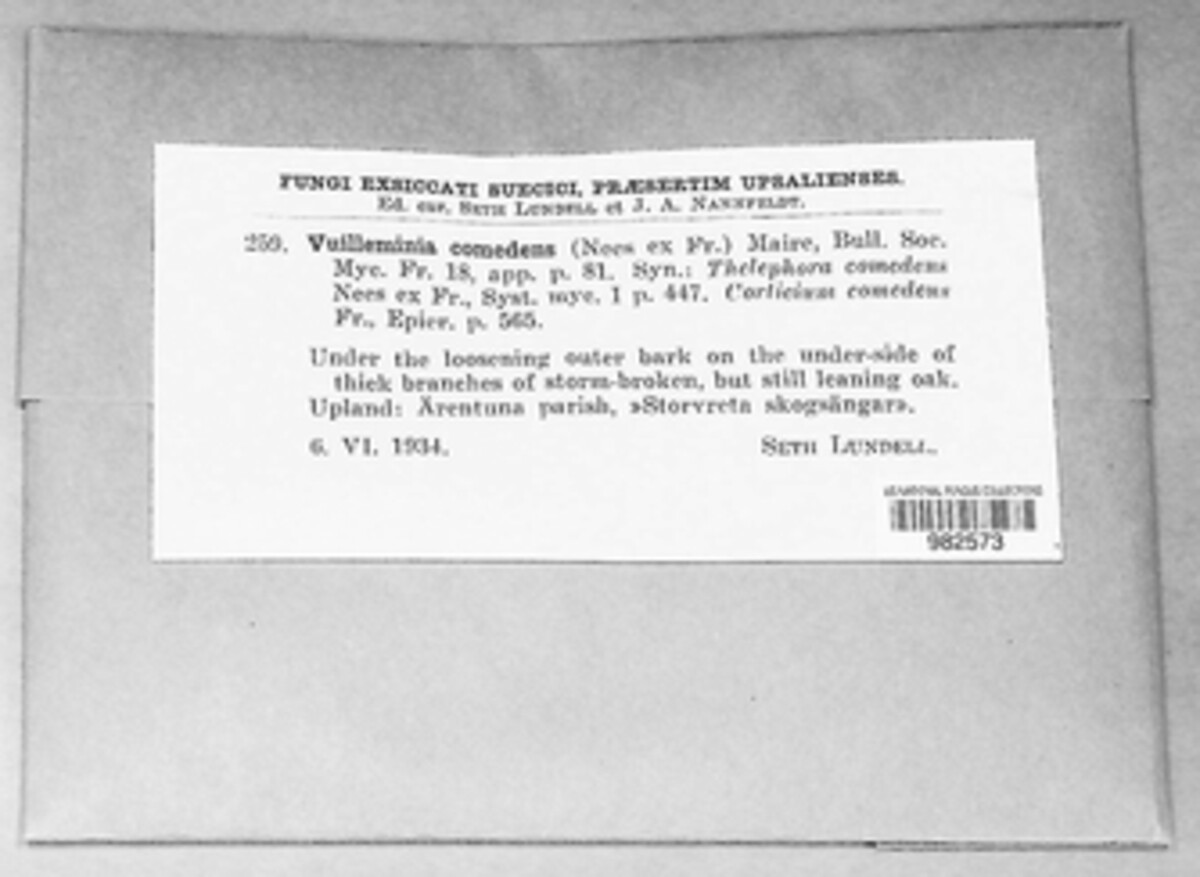 FUNGI EXSICCATI SUECICI, PRÆSERTIM UPSALIENSES.
Ed. cur. SETH LUNDELL et J. A. NANNFELDT.
259. Vuilleminia comedens (Nees ex Fr.) Maire, Bull. Soc.
Myc. Fr. 18, app. p. 81. Syn.: Thelephora comedens
Nees ex Fr., Syst. myc. 1 p. 447. Corticium comedens
Fr., Epicr. p. 565.
Under the loosening outer bark on the under-side of
thick branches of storm-broken, but still leaning oak.
Upland: Ärentuna parish, »Storvreta skogsängar».
6. VI. 1934. SETH LUNDELL.
982573